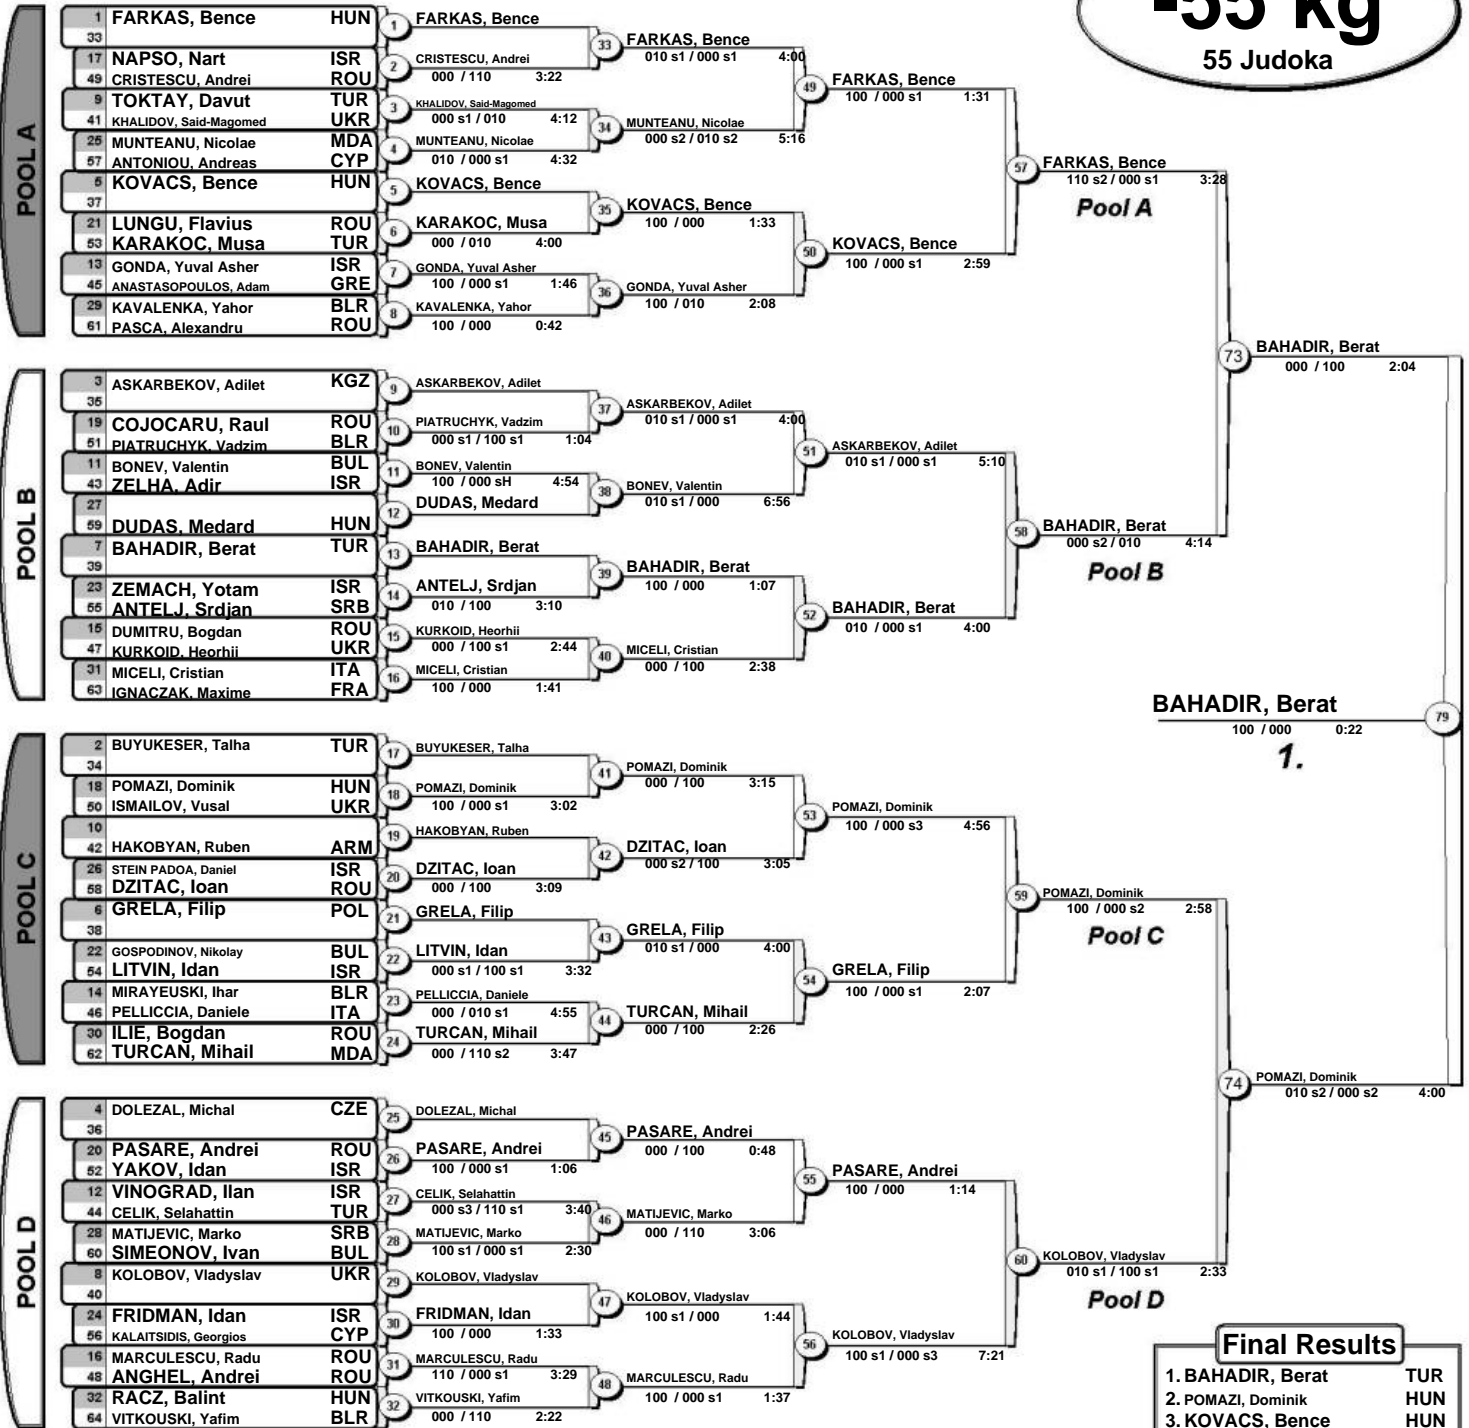 -55 kg
55 Judoka
POOL A
1 FARKAS, Bence HUN
33
17 NAPSO, Nart ISR
49 CRISTESCU, Andrei ROU
9 TOKTAY, Davut TUR
41 KHALIDOV, Said-Magomed UKR
25 MUNTEANU, Nicolae MDA
57 ANTONIOU, Andreas CYP
5 KOVACS, Bence HUN
37
21 LUNGU, Flavius ROU
53 KARAKOC, Musa TUR
13 GONDA, Yuval Asher ISR
45 ANASTASOPOULOS, Adam GRE
29 KAVALENKA, Yahor BLR
61 PASCA, Alexandru ROU
1 FARKAS, Bence
2 CRISTESCU, Andrei
000 / 110 3:22
3 KHALIDOV, Said-Magomed
000 s1 / 010 4:12
4 MUNTEANU, Nicolae
010 / 000 s1 4:32
5 KOVACS, Bence
6 KARAKOC, Musa
000 / 010 4:00
7 GONDA, Yuval Asher
100 / 000 s1 1:46
8 KAVALENKA, Yahor
100 / 000 0:42
33 FARKAS, Bence
010 s1 / 000 s1 4:00
34 MUNTEANU, Nicolae
000 s2 / 010 s2 5:16
35 KOVACS, Bence
100 / 000 1:33
36 GONDA, Yuval Asher
100 / 010 2:08
49 FARKAS, Bence
100 / 000 s1 1:31
50 KOVACS, Bence
100 / 000 s1 2:59
57 FARKAS, Bence
110 s2 / 000 s1 3:28
Pool A
POOL B
3 ASKARBEKOV, Adilet KGZ
35
19 COJOCARU, Raul ROU
51 PIATRUCHYK, Vadzim BLR
11 BONEV, Valentin BUL
43 ZELHA, Adir ISR
27
59 DUDAS, Medard HUN
7 BAHADIR, Berat TUR
39
23 ZEMACH, Yotam ISR
55 ANTELJ, Srdjan SRB
15 DUMITRU, Bogdan ROU
47 KURKOID, Heorhii UKR
31 MICELI, Cristian ITA
63 IGNACZAK, Maxime FRA
9 ASKARBEKOV, Adilet
10 PIATRUCHYK, Vadzim
000 s1 / 100 s1 1:04
11 BONEV, Valentin
100 / 000 sH 4:54
12 DUDAS, Medard
13 BAHADIR, Berat
14 ANTELJ, Srdjan
010 / 100 3:10
15 KURKOID, Heorhii
000 / 100 s1 2:44
16 MICELI, Cristian
100 / 000 1:41
37 ASKARBEKOV, Adilet
010 s1 / 000 s1 4:00
38 BONEV, Valentin
010 s1 / 000 6:56
39 BAHADIR, Berat
100 / 000 1:07
40 MICELI, Cristian
000 / 100 2:38
51 ASKARBEKOV, Adilet
010 s1 / 000 s1 5:10
52 BAHADIR, Berat
010 / 000 s1 4:00
58 BAHADIR, Berat
000 s2 / 010 4:14
Pool B
73 BAHADIR, Berat
000 / 100 2:04
BAHADIR, Berat 79
100 / 000 0:22
1.
POOL C
2 BUYUKESER, Talha TUR
34
18 POMAZI, Dominik HUN
50 ISMAILOV, Vusal UKR
10
42 HAKOBYAN, Ruben ARM
26 STEIN PADOA, Daniel ISR
58 DZITAC, Ioan ROU
6 GRELA, Filip POL
38
22 GOSPODINOV, Nikolay BUL
54 LITVIN, Idan ISR
14 MIRAYEUSKI, Ihar BLR
46 PELLICCIA, Daniele ITA
30 ILIE, Bogdan ROU
62 TURCAN, Mihail MDA
17 BUYUKESER, Talha
18 POMAZI, Dominik
100 / 000 s1 3:02
19 HAKOBYAN, Ruben
20 DZITAC, Ioan
000 / 100 3:09
21 GRELA, Filip
22 LITVIN, Idan
000 s1 / 100 s1 3:32
23 PELLICCIA, Daniele
000 / 010 s1 4:55
24 TURCAN, Mihail
000 / 110 s2 3:47
41 POMAZI, Dominik
000 / 100 3:15
42 DZITAC, Ioan
000 s2 / 100 3:05
43 GRELA, Filip
010 s1 / 000 4:00
44 TURCAN, Mihail
000 / 100 2:26
53 POMAZI, Dominik
100 / 000 s3 4:56
54 GRELA, Filip
100 / 000 s1 2:07
59 POMAZI, Dominik
100 / 000 s2 2:58
Pool C
74 POMAZI, Dominik
010 s2 / 000 s2 4:00
POOL D
4 DOLEZAL, Michal CZE
36
20 PASARE, Andrei ROU
52 YAKOV, Idan ISR
12 VINOGRAD, Ilan ISR
44 CELIK, Selahattin TUR
28 MATIJEVIC, Marko SRB
60 SIMEONOV, Ivan BUL
8 KOLOBOV, Vladyslav UKR
40
24 FRIDMAN, Idan ISR
56 KALAITSIDIS, Georgios CYP
16 MARCULESCU, Radu ROU
48 ANGHEL, Andrei ROU
32 RACZ, Balint HUN
64 VITKOUSKI, Yafim BLR
25 DOLEZAL, Michal
26 PASARE, Andrei
100 / 000 s1 1:06
27 CELIK, Selahattin
000 s3 / 110 s1 3:40
28 MATIJEVIC, Marko
100 s1 / 000 s1 2:30
29 KOLOBOV, Vladyslav
30 FRIDMAN, Idan
100 / 000 1:33
31 MARCULESCU, Radu
110 / 000 s1 3:29
32 VITKOUSKI, Yafim
000 / 110 2:22
45 PASARE, Andrei
000 / 100 0:48
46 MATIJEVIC, Marko
000 / 110 3:06
47 KOLOBOV, Vladyslav
100 s1 / 000 1:44
48 MARCULESCU, Radu
100 / 000 s1 1:37
55 PASARE, Andrei
100 / 000 1:14
56 KOLOBOV, Vladyslav
100 s1 / 000 s3 7:21
60 KOLOBOV, Vladyslav
010 s1 / 100 s1 2:33
Pool D
Final Results
1. BAHADIR, Berat TUR
2. POMAZI, Dominik HUN
3. KOVACS, Bence HUN